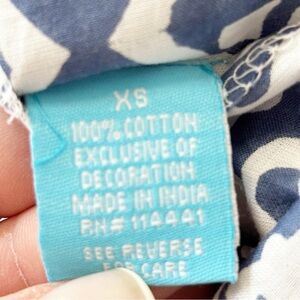 XS
100% COTTON
EXCLUSIVE OF
DECORATION
MADE IN INDIA
RN# 114441
SEE REVERSE
FOR CARE